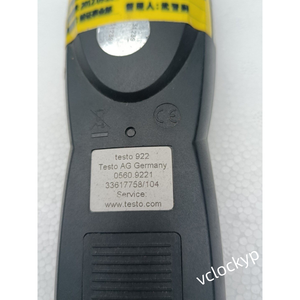 testo 922
Testo AG Germany
0560 9221
33617758/104
Service:
www.testo.com
vclockyp